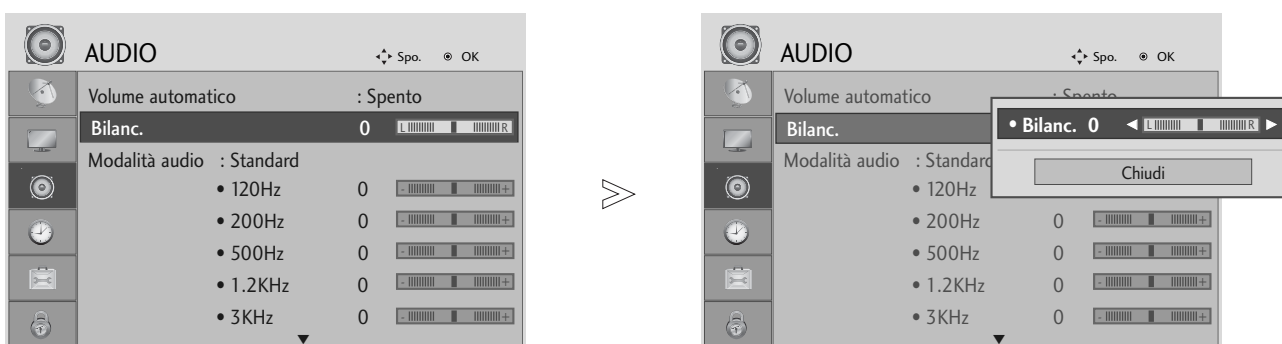 AUDIO Spo. OK
Volume automatico : Spento
Bilanc. 0 L R
Modalità audio : Standard
• 120Hz 0 - +
• 200Hz 0 - +
• 500Hz 0 - +
• 1.2KHz 0 - +
• 3KHz 0 - +
AUDIO Spo. OK
Volume automatico : Spento
Bilanc.
• Bilanc. 0 L R
Chiudi
Modalità audio : Standard
• 120Hz
• 200Hz 0 - +
• 500Hz 0 - +
• 1.2KHz 0 - +
• 3KHz 0 - +